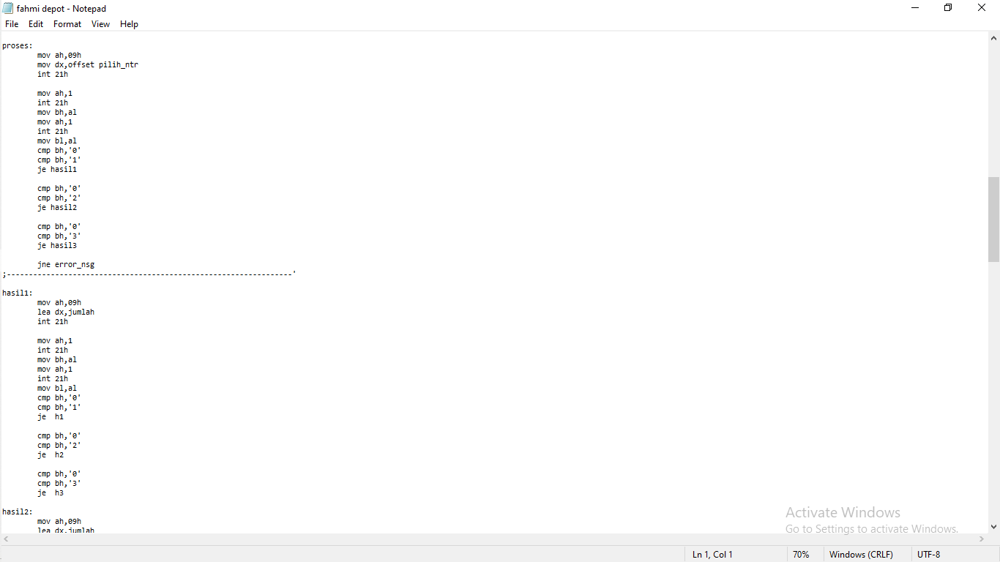 fahmi depot - Notepad
File Edit Format View Help
proses:
mov ah,09h
mov dx,offset pilih_ntr
int 21h
mov ah,1
int 21h
mov bh,al
mov ah,1
int 21h
mov bl,al
cmp bh,'0'
cmp bh,'1'
je hasil1
cmp bh,'0'
cmp bh,'2'
je hasil2
cmp bh,'0'
cmp bh,'3'
je hasil3
jne error_nsg
;-----------------------------------------------------------------'
hasil1:
mov ah,09h
lea dx,jumlah
int 21h
mov ah,1
int 21h
mov bh,al
mov ah,1
int 21h
mov bl,al
cmp bh,'0'
cmp bh,'1'
je h1
cmp bh,'0'
cmp bh,'2'
je h2
cmp bh,'0'
cmp bh,'3'
je h3
hasil2:
mov ah,09h
lea dx,jumlah
Activate Windows
Go to Settings to activate Windows.
Ln 1, Col 1 70% Windows (CRLF) UTF-8